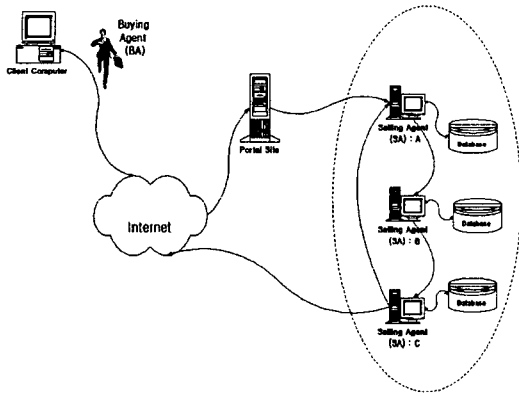 Buying
Agent
(BA)
Client Computer
Portal Site
Internet
Selling Agent
(SA) : A
Database
Selling Agent
(SA) : B
Database
Selling Agent
(SA) : C
Database